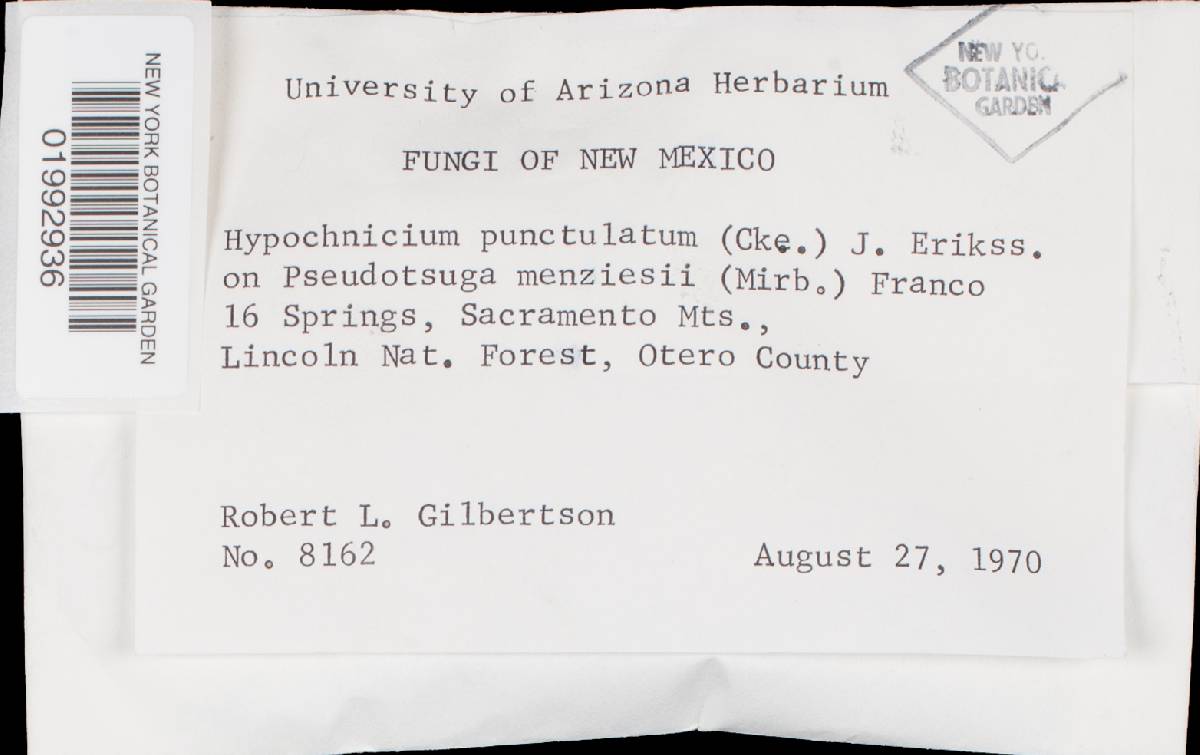 University of Arizona Herbarium
FUNGI OF NEW MEXICO
Hypochnicium punctulatum (Cke.) J. Erikss.
on Pseudotsuga menziesii (Mirb.) Franco
16 Springs, Sacramento Mts.,
Lincoln Nat. Forest, Otero County
Robert L. Gilbertson
No. 8162
August 27, 1970
NEW YORK BOTANICAL GARDEN
01992936
NEW YO.
BOTANICA
GARDEN